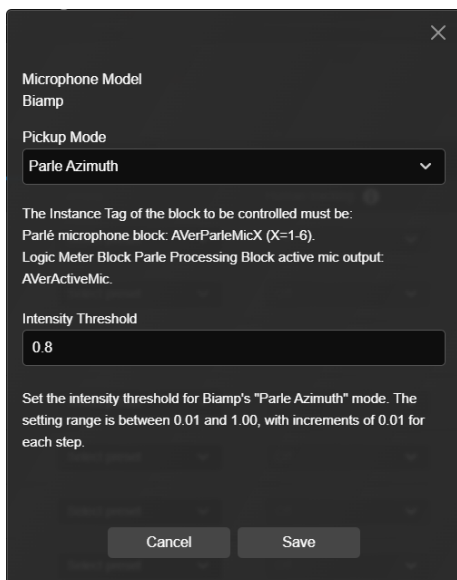 Microphone Model
Biamp
Pickup Mode
Parle Azimuth
The Instance Tag of the block to be controlled must be:
Parlé microphone block: AVerParleMicX (X=1-6).
Logic Meter Block Parle Processing Block active mic output:
AVerActiveMic.
Intensity Threshold
0.8
Set the intensity threshold for Biamp's "Parle Azimuth" mode. The
setting range is between 0.01 and 1.00, with increments of 0.01 for
each step.
Cancel
Save